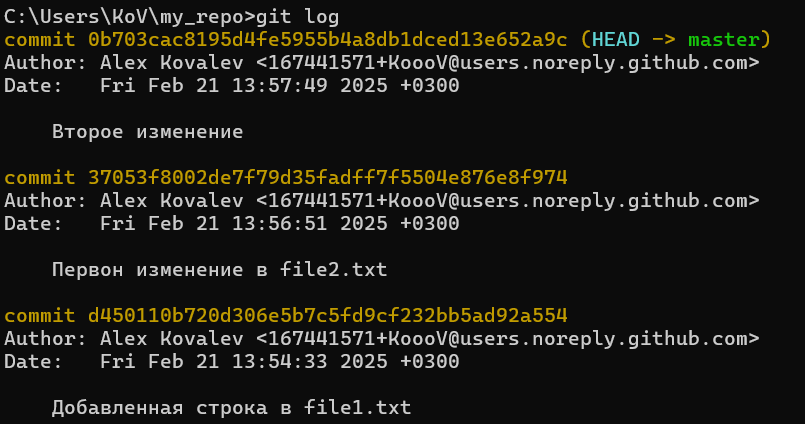 C:\Users\KoV\my_repo>git log
commit 0b703cac8195d4fe5955b4a8db1dced13e652a9c (HEAD -> master)
Author: Alex Kovalev <167441571+KoooV@users.noreply.github.com>
Date:   Fri Feb 21 13:57:49 2025 +0300
Второе изменение
commit 37053f8002de7f79d35fadff7f5504e876e8f974
Author: Alex Kovalev <167441571+KoooV@users.noreply.github.com>
Date:   Fri Feb 21 13:56:51 2025 +0300
Первон изменение в file2.txt
commit d450110b720d306e5b7c5fd9cf232bb5ad92a554
Author: Alex Kovalev <167441571+KoooV@users.noreply.github.com>
Date:   Fri Feb 21 13:54:33 2025 +0300
Добавленная строка в file1.txt